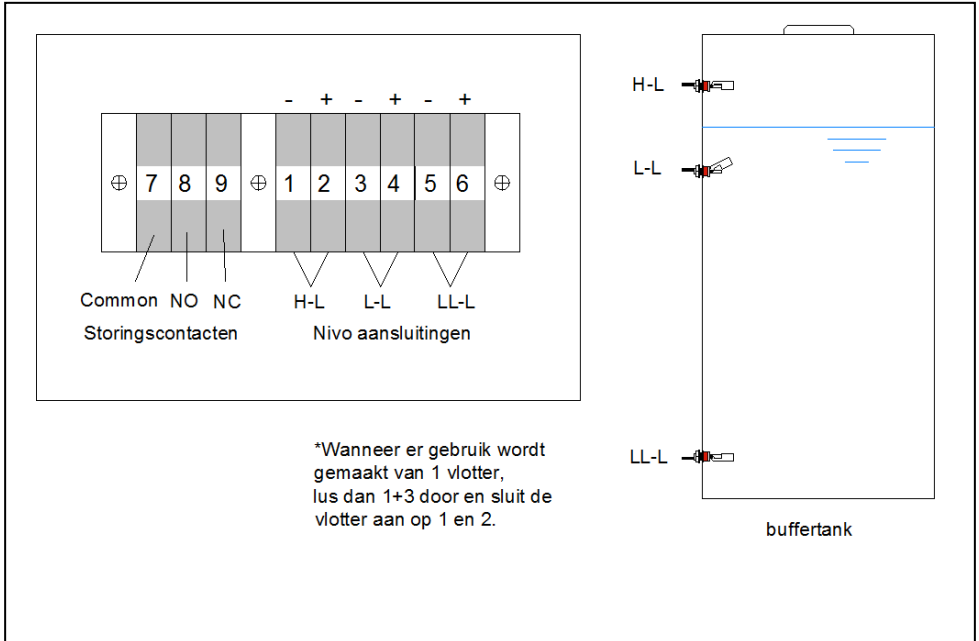 - + - + - +
7 8 9 1 2 3 4 5 6
Common NO NC
H-L L-L LL-L
Storingscontacten
Nivo aansluitingen
*Wanneer er gebruik wordt
gemaakt van 1 vlotter,
lus dan 1+3 door en sluit de
vlotter aan op 1 en 2.
H-L
L-L
LL-L
buffertank